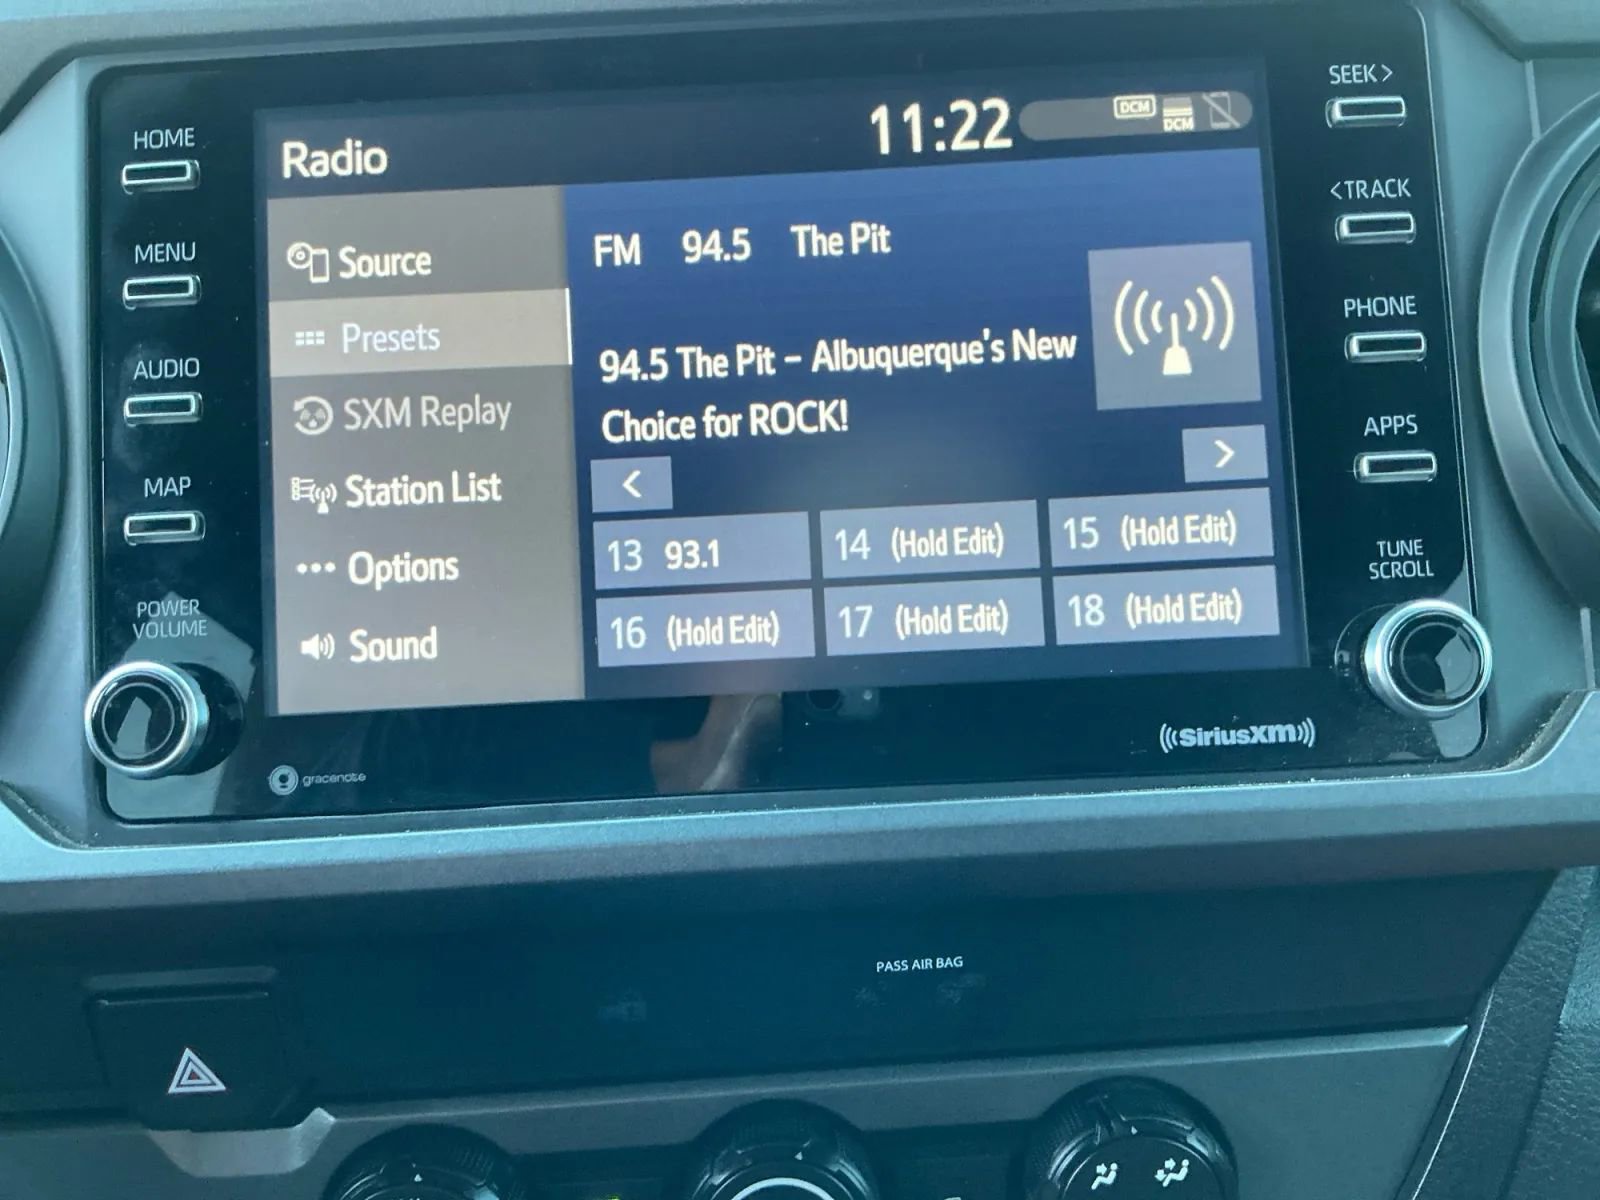 HOME
MENU
AUDIO
MAP
POWER
VOLUME
Radio
11:22
DCM
DCM
Source
Presets
SXM Replay
Station List
Options
Sound
FM 94.5 The Pit
94.5 The Pit – Albuquerque's New
Choice for ROCK!
< >
13 93.1 14 (Hold Edit) 15 (Hold Edit)
16 (Hold Edit) 17 (Hold Edit) 18 (Hold Edit)
SEEK >
< TRACK
PHONE
APPS
TUNE
SCROLL
gracenote
SiriusXM
PASS AIR BAG